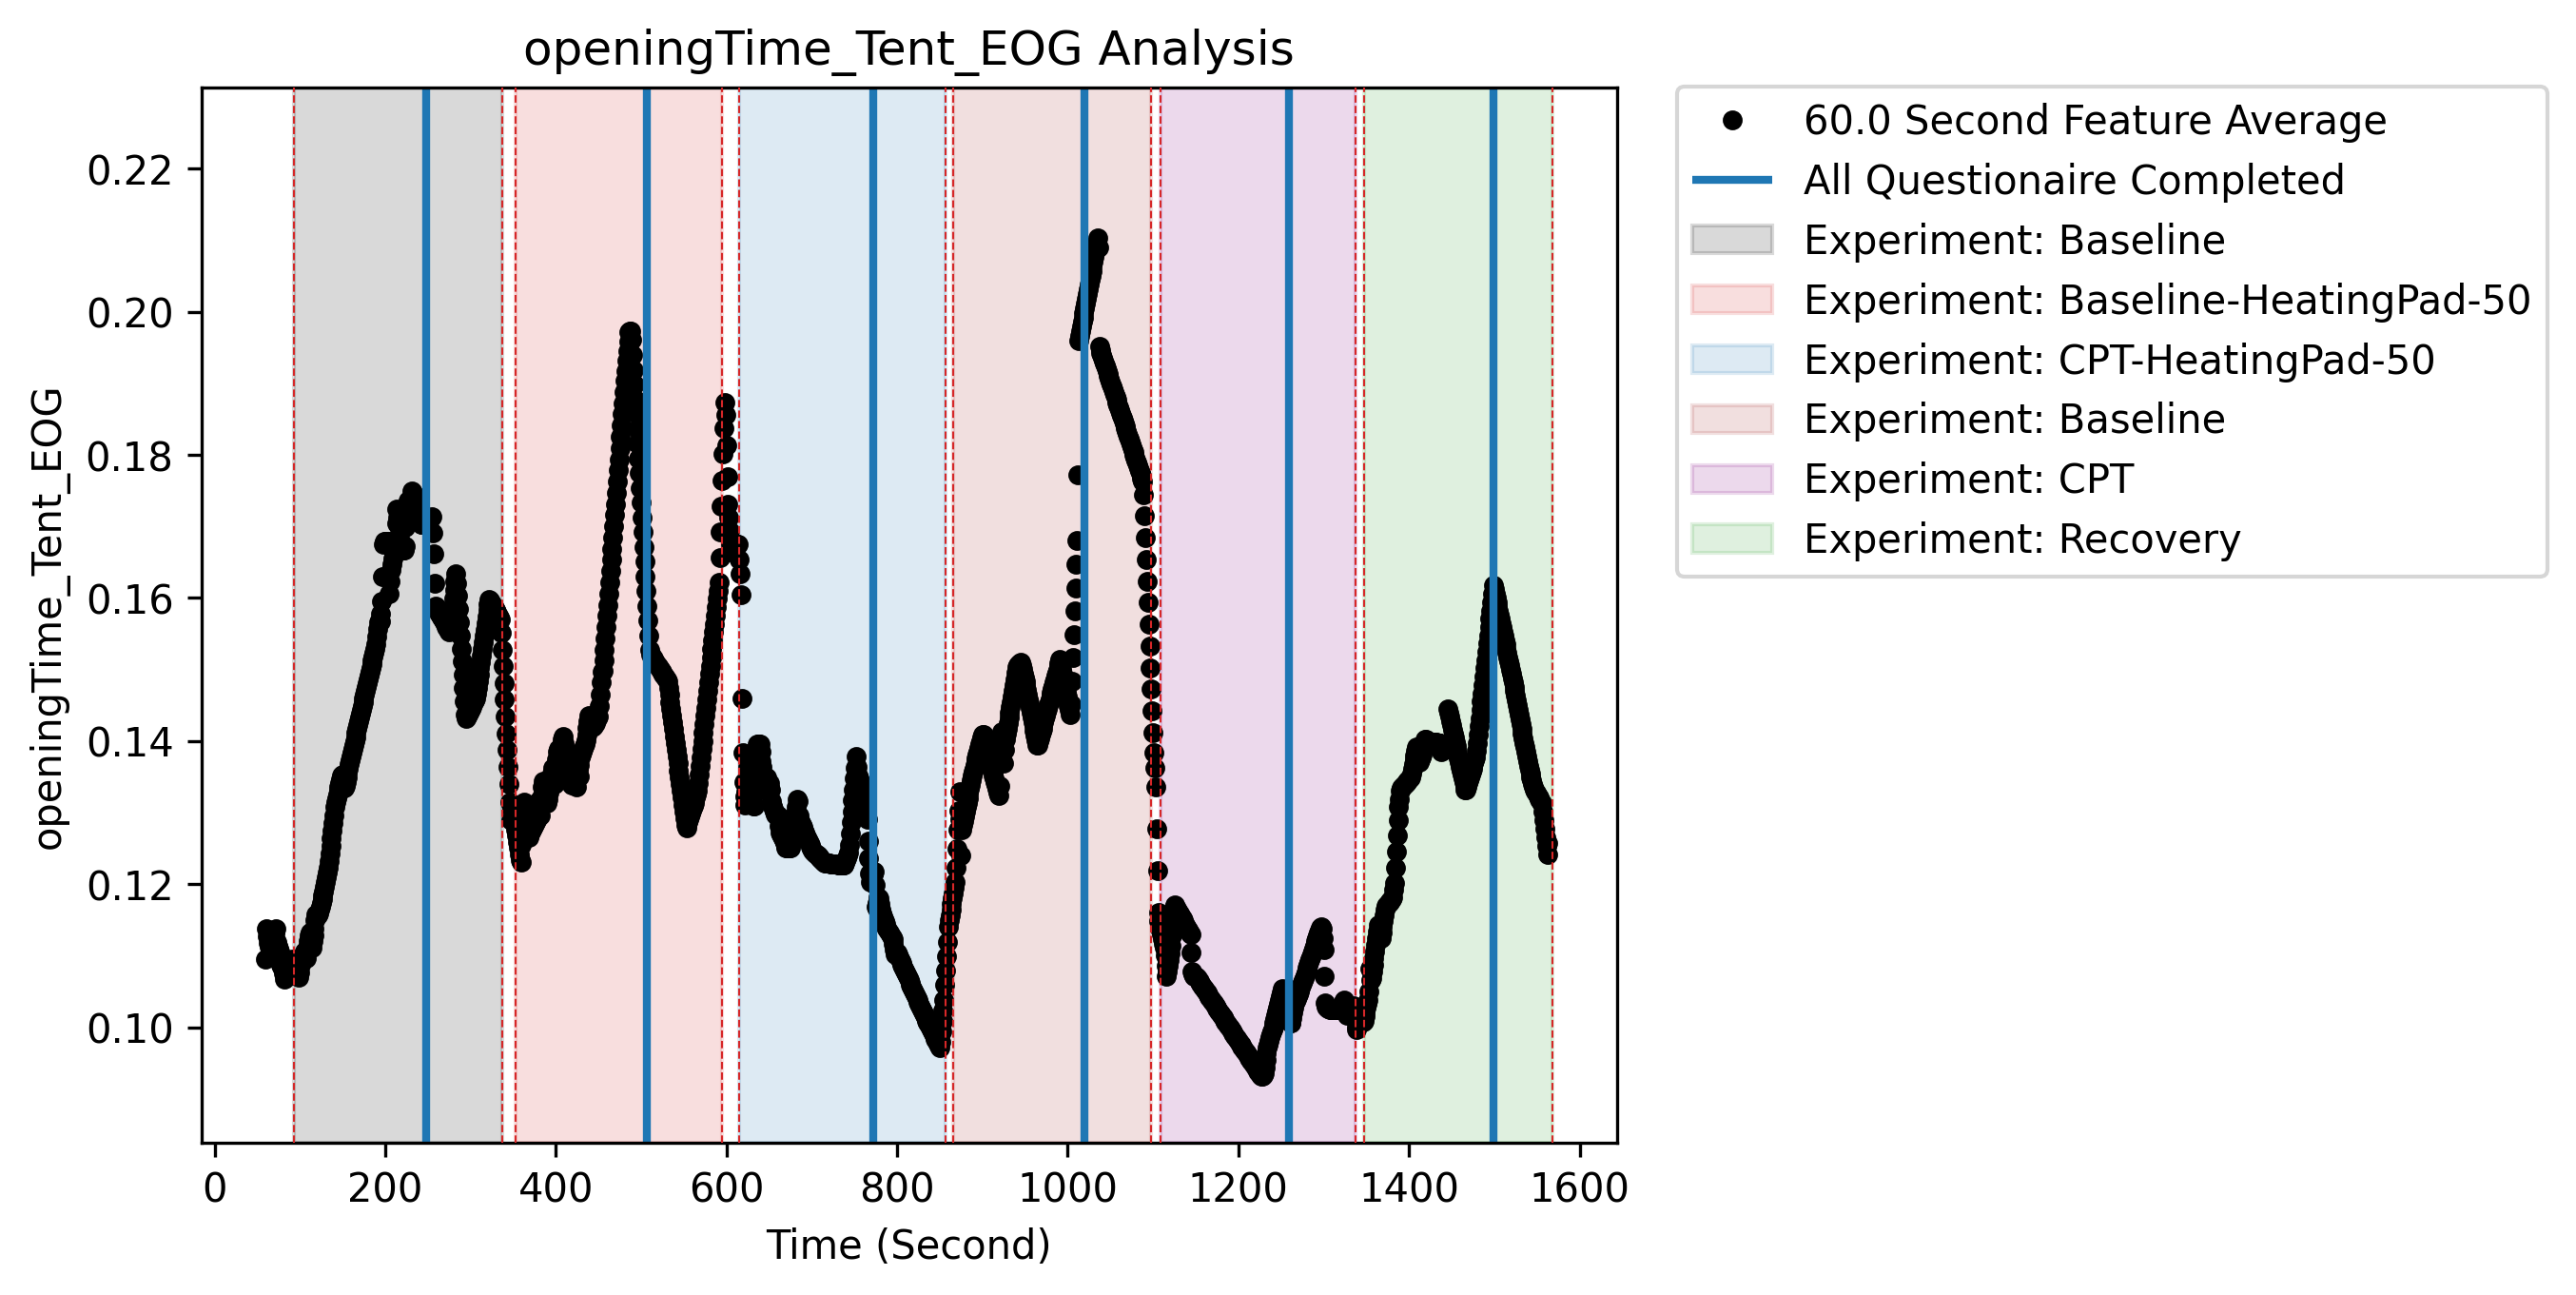 openingTime_Tent_EOG Analysis
openingTime_Tent_EOG
0.22
0.20
0.18
0.16
0.14
0.12
0.10
0 200 400 600 800 1000 1200 1400 1600
Time (Second)
60.0 Second Feature Average
All Questionaire Completed
Experiment: Baseline
Experiment: Baseline-HeatingPad-50
Experiment: CPT-HeatingPad-50
Experiment: Baseline
Experiment: CPT
Experiment: Recovery